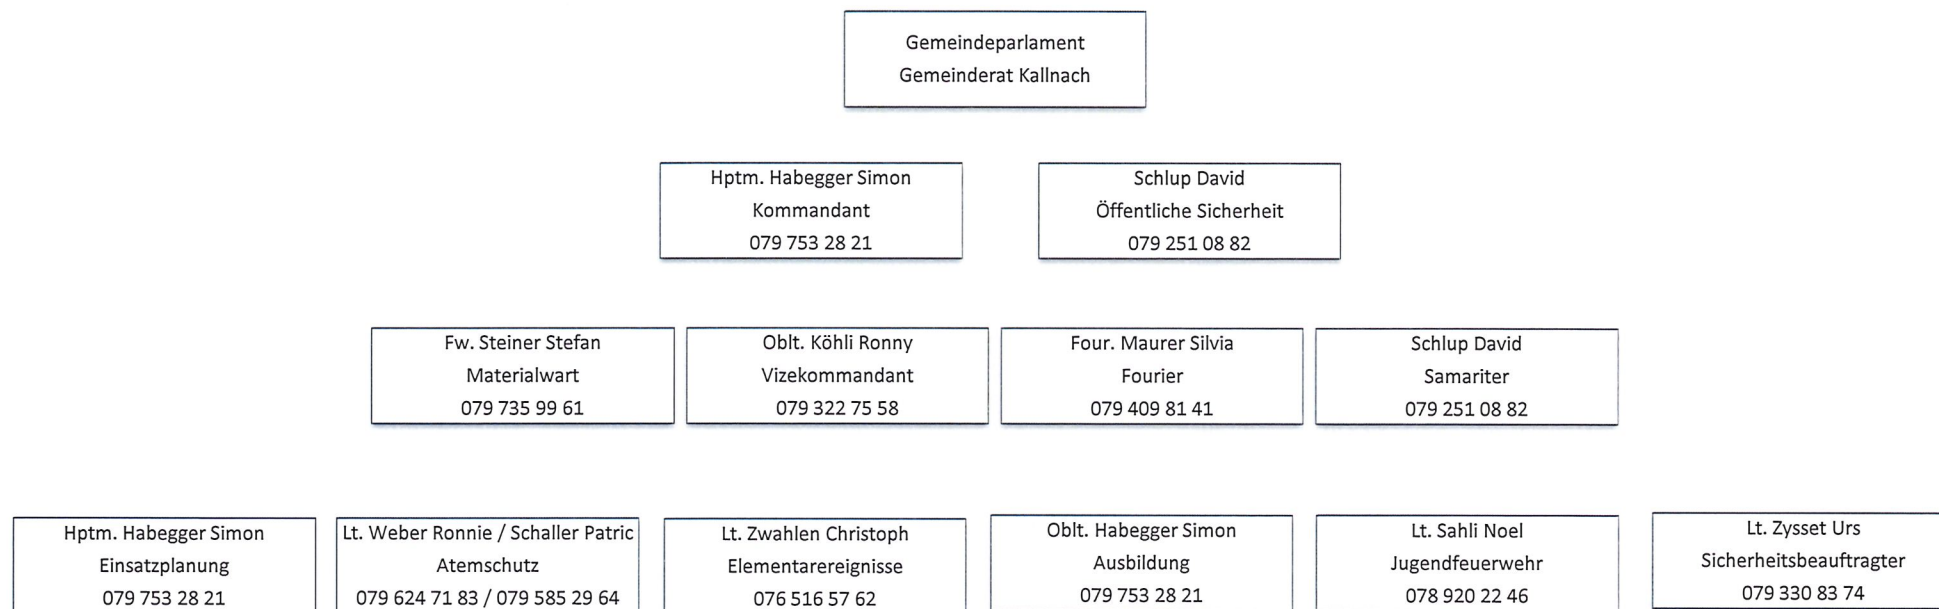 Gemeindeparlament
Gemeinderat Kallnach
Hptm. Habegger Simon
Kommandant
079 753 28 21
Schlup David
Öffentliche Sicherheit
079 251 08 82
Fw. Steiner Stefan
Materialwart
079 735 99 61
Oblt. Köhli Ronny
Vizekommandant
079 322 75 58
Four. Maurer Silvia
Fourier
079 409 81 41
Schlup David
Samariter
079 251 08 82
Hptm. Habegger Simon
Einsatzplanung
079 753 28 21
Lt. Weber Ronnie / Schaller Patric
Atemschutz
079 624 71 83 / 079 585 29 64
Lt. Zwahlen Christoph
Elementarereignisse
076 516 57 62
Oblt. Habegger Simon
Ausbildung
079 753 28 21
Lt. Sahli Noel
Jugendfeuerwehr
078 920 22 46
Lt. Zysset Urs
Sicherheitsbeauftragter
079 330 83 74